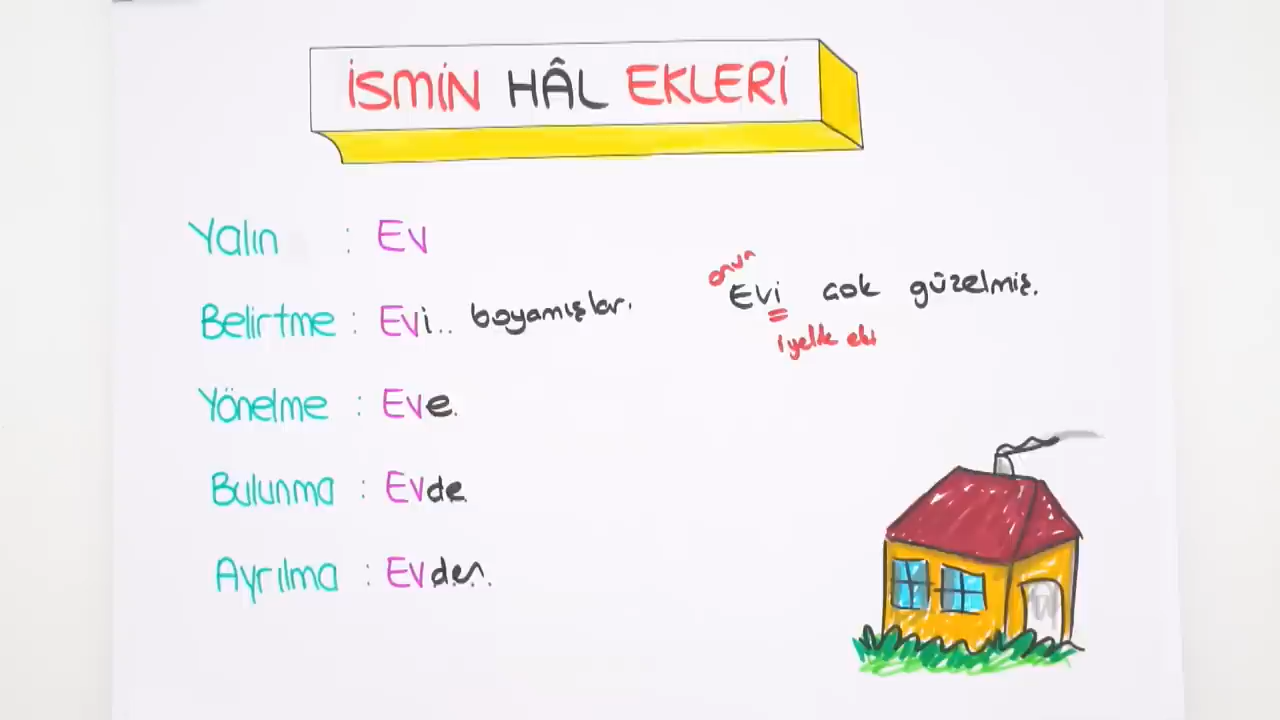 İSMİN HÂL EKLERİ
Yalın : Ev
Belirtme : Evi.. boyamışlar.
onun
Evi cok güzelmiş.
iyelik eki
Yönelme : Eve.
Bulunma : Evde
Ayrılma : Evden.